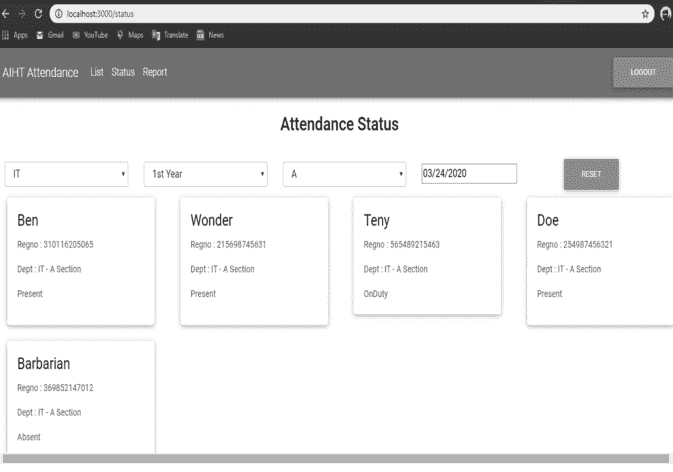 localhost:3000/status
Apps Gmail YouTube Maps Translate News
AIHT Attendance List Status Report LOGOUT
Attendance Status
IT 1st Year A 03/24/2020 RESET
Ben
Regno : 310116205065
Dept : IT - A Section
Present
Wonder
Regno : 215698745631
Dept : IT - A Section
Present
Teny
Regno : 565489215463
Dept : IT - A Section
OnDuty
Doe
Regno : 254987456321
Dept : IT - A Section
Present
Barbarian
Regno : 369852147012
Dept : IT - A Section
Absent